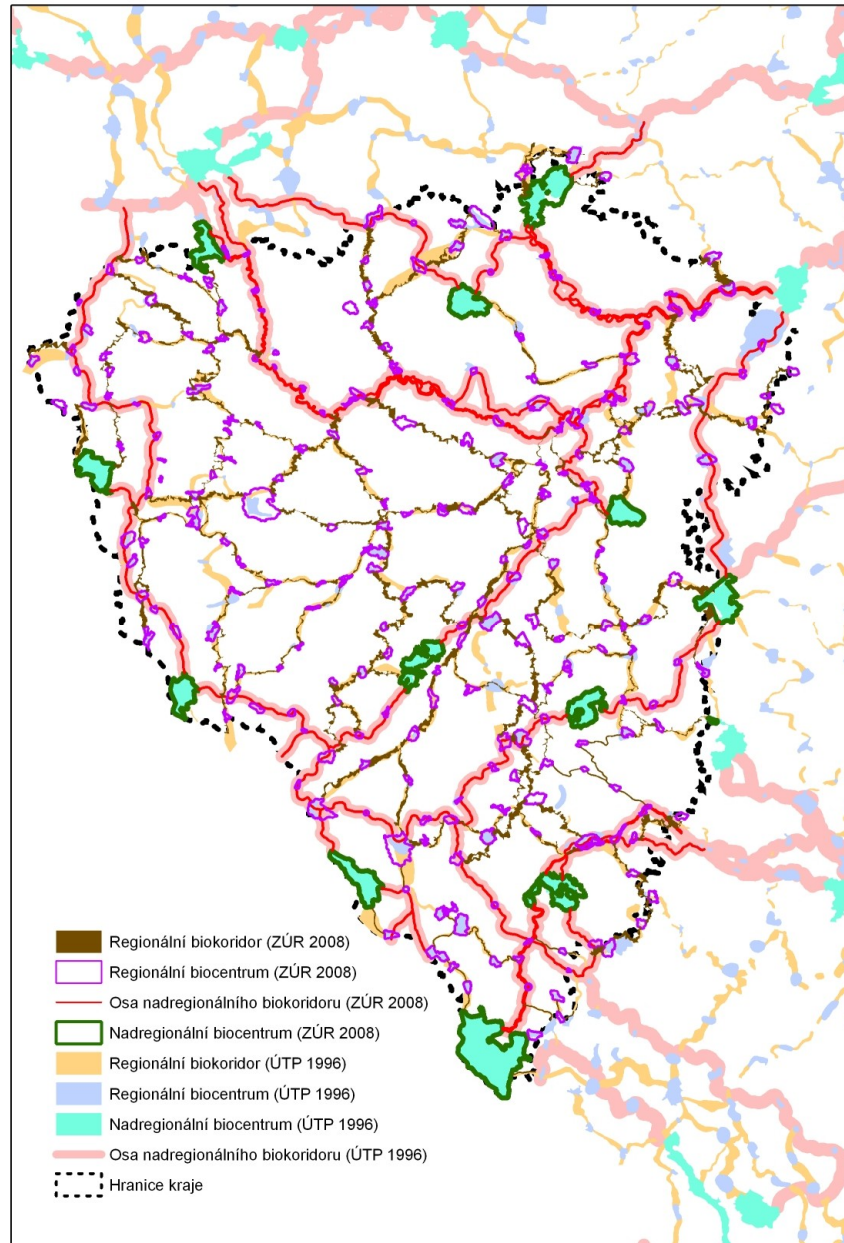 Regionální biokoridor (ZÚR 2008)
Regionální biocentrum (ZÚR 2008)
Osa nadregionálního biokoridoru (ZÚR 2008)
Nadregionální biocentrum (ZÚR 2008)
Regionální biokoridor (ÚTP 1996)
Regionální biocentrum (ÚTP 1996)
Nadregionální biocentrum (ÚTP 1996)
Osa nadregionálního biokoridoru (ÚTP 1996)
Hranice kraje